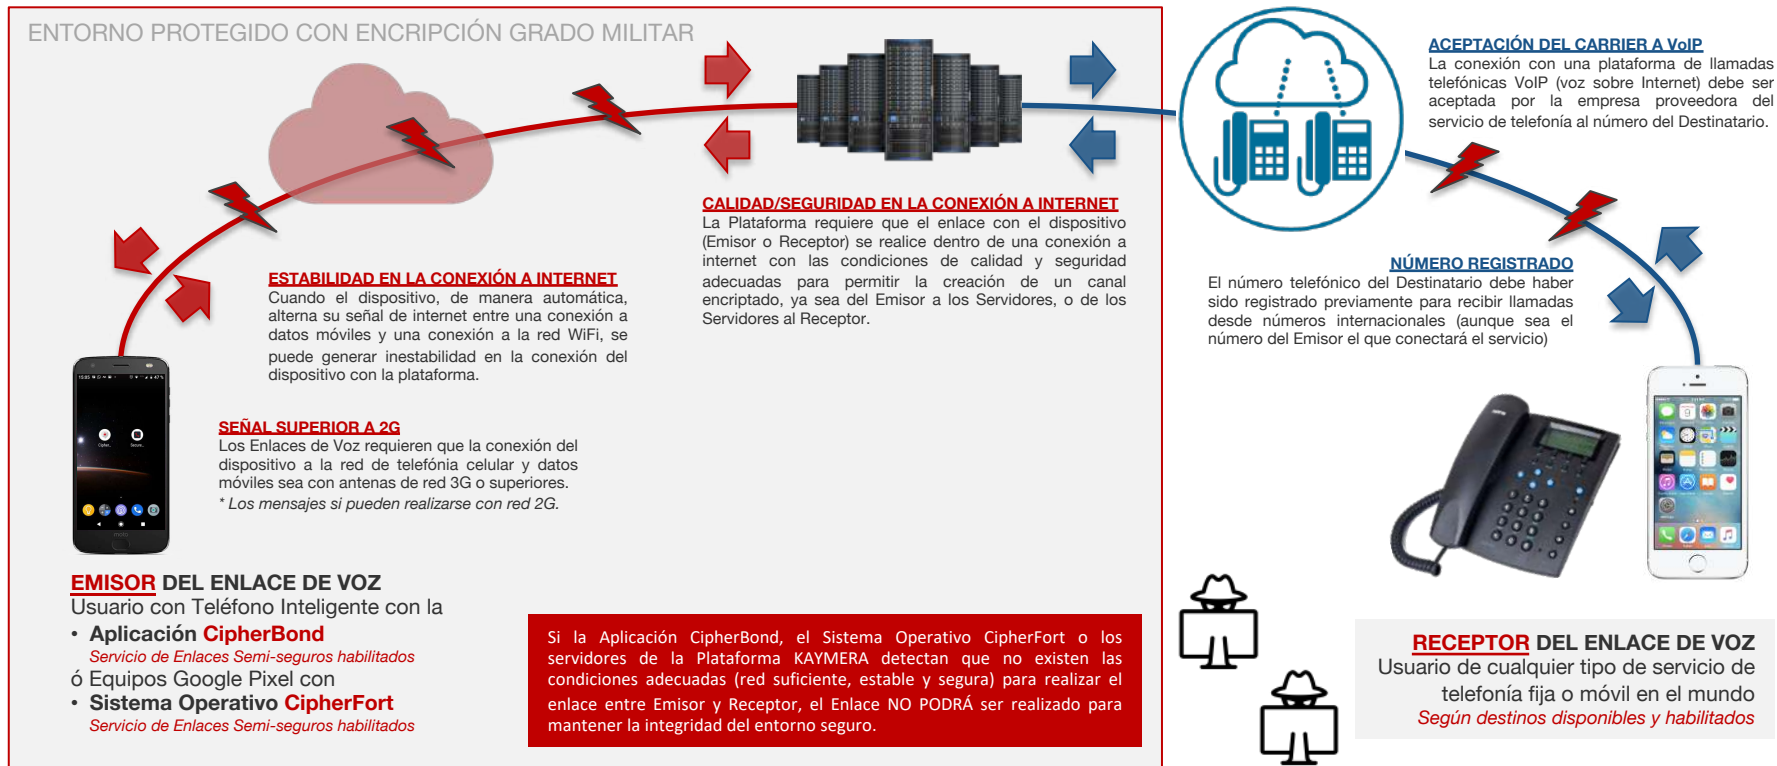 ENTORNO PROTEGIDO CON ENCRIPCIÓN GRADO MILITAR
ESTABILIDAD EN LA CONEXIÓN A INTERNET
Cuando el dispositivo, de manera automática,
alterna su señal de internet entre una conexión a
datos móviles y una conexión a la red WiFi, se
puede generar inestabilidad en la conexión del
dispositivo con la plataforma.
SEÑAL SUPERIOR A 2G
Los Enlaces de Voz requieren que la conexión del
dispositivo a la red de telefónia celular y datos
móviles sea con antenas de red 3G o superiores.
* Los mensajes si pueden realizarse con red 2G.
CALIDAD/SEGURIDAD EN LA CONEXIÓN A INTERNET
La Plataforma requiere que el enlace con el dispositivo
(Emisor o Receptor) se realice dentro de una conexión a
internet con las condiciones de calidad y seguridad
adecuadas para permitir la creación de un canal
encriptado, ya sea del Emisor a los Servidores, o de los
Servidores al Receptor.
ACEPTACIÓN DEL CARRIER A VoIP
La conexión con una plataforma de llamadas
telefónicas VoIP (voz sobre Internet) debe ser
aceptada por la empresa proveedora del
servicio de telefonía al número del Destinatario.
NÚMERO REGISTRADO
El número telefónico del Destinatario debe haber
sido registrado previamente para recibir llamadas
desde números internacionales (aunque sea el
número del Emisor el que conectará el servicio)
moto
EMISOR DEL ENLACE DE VOZ
Usuario con Teléfono Inteligente con la
• Aplicación CipherBond
Servicio de Enlaces Semi-seguros habilitados
ó Equipos Google Pixel con
• Sistema Operativo CipherFort
Servicio de Enlaces Semi-seguros habilitados
Si la Aplicación CipherBond, el Sistema Operativo CipherFort o los
servidores de la Plataforma KAYMERA detectan que no existen las
condiciones adecuadas (red suficiente, estable y segura) para realizar el
enlace entre Emisor y Receptor, el Enlace NO PODRÁ ser realizado para
mantener la integridad del entorno seguro.
RECEPTOR DEL ENLACE DE VOZ
Usuario de cualquier tipo de servicio de
telefonía fija o móvil en el mundo
Según destinos disponibles y habilitados